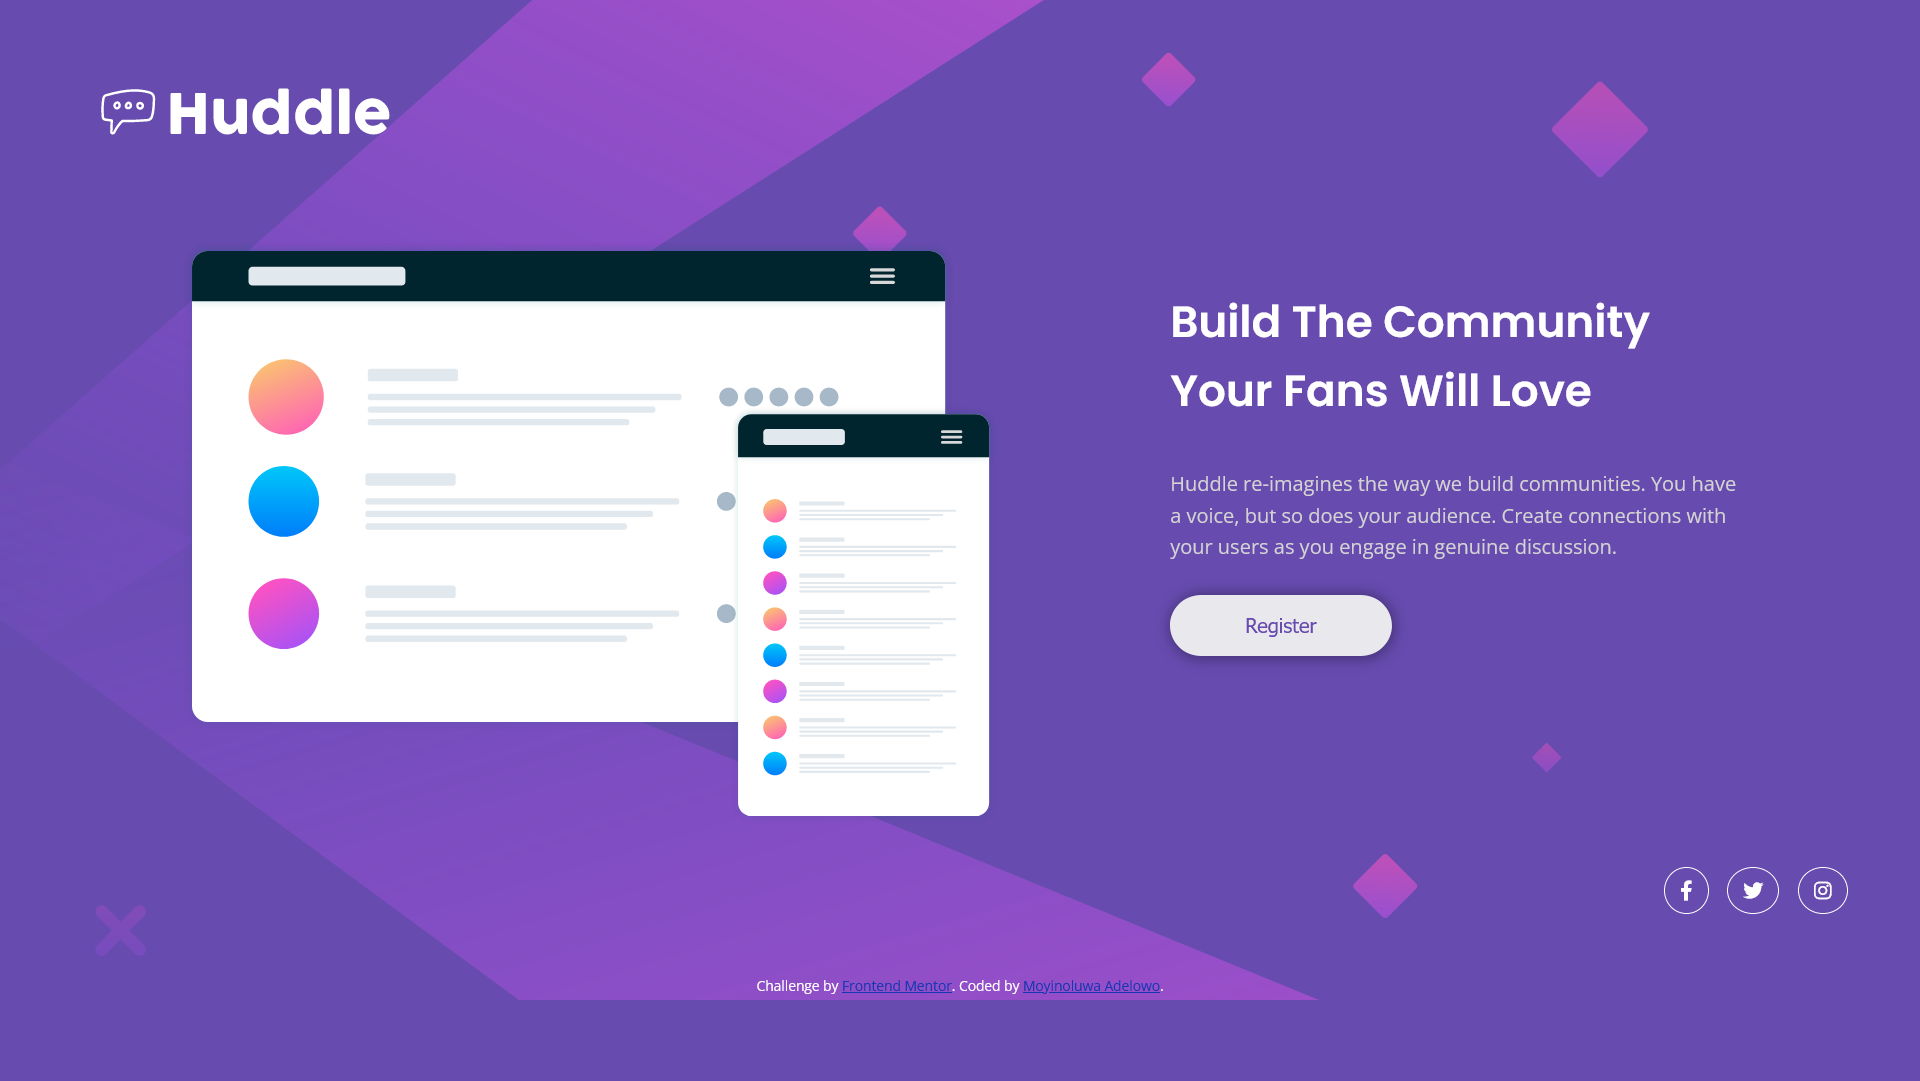 Huddle
Build The Community
Your Fans Will Love
Huddle re-imagines the way we build communities. You have
a voice, but so does your audience. Create connections with
your users as you engage in genuine discussion.
Register
Challenge by Frontend Mentor. Coded by Moyinoluwa Adelowo.